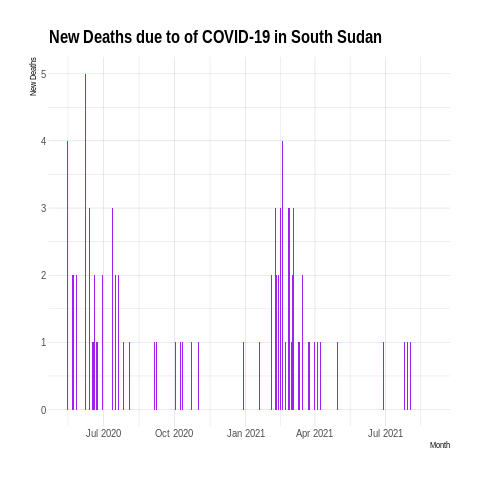 New Deaths due to of COVID-19 in South Sudan
New Deaths
5
4
3
2
1
0
Jul 2020 Oct 2020 Jan 2021 Apr 2021 Jul 2021
Month